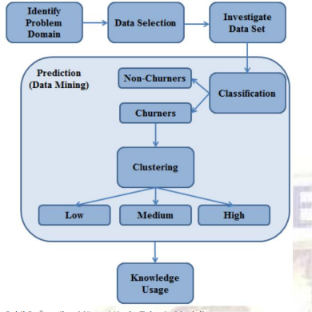 Identify
Problem
Domain
Data Selection
Investigate
Data Set
Prediction
(Data Mining)
Non-Churners
Classification
Churners
Clustering
Low
Medium
High
Knowledge
Usage